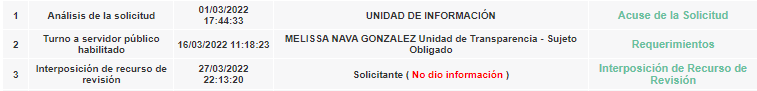 1 Análisis de la solicitud 01/03/2022 17:44:33 UNIDAD DE INFORMACIÓN Acuse de la Solicitud
2 Turno a servidor público habilitado 16/03/2022 11:18:23 MELISSA NAVA GONZALEZ Unidad de Transparencia - Sujeto Obligado Requerimientos
3 Interposición de recurso de revisión 27/03/2022 22:13:20 Solicitante ( No dio información ) Interposición de Recurso de Revisión